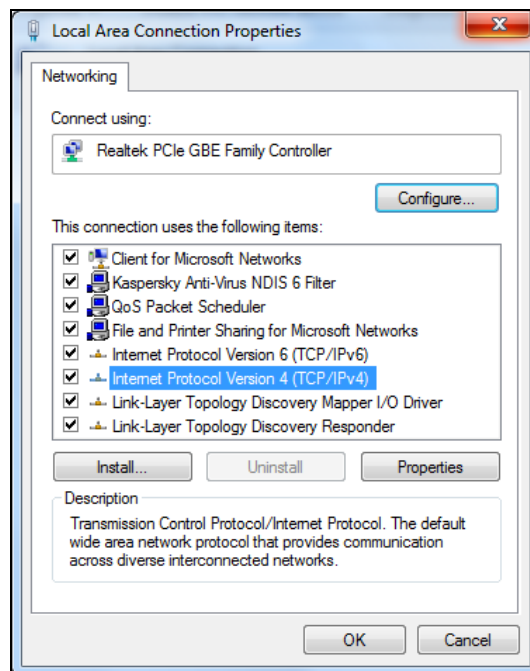 Local Area Connection Properties
Networking
Connect using:
Realtek PCIe GBE Family Controller
Configure...
This connection uses the following items:
Client for Microsoft Networks
Kaspersky Anti-Virus NDIS 6 Filter
QoS Packet Scheduler
File and Printer Sharing for Microsoft Networks
Internet Protocol Version 6 (TCP/IPv6)
Internet Protocol Version 4 (TCP/IPv4)
Link-Layer Topology Discovery Mapper I/O Driver
Link-Layer Topology Discovery Responder
Install... Uninstall Properties
Description
Transmission Control Protocol/Internet Protocol. The default
wide area network protocol that provides communication
across diverse interconnected networks.
OK Cancel